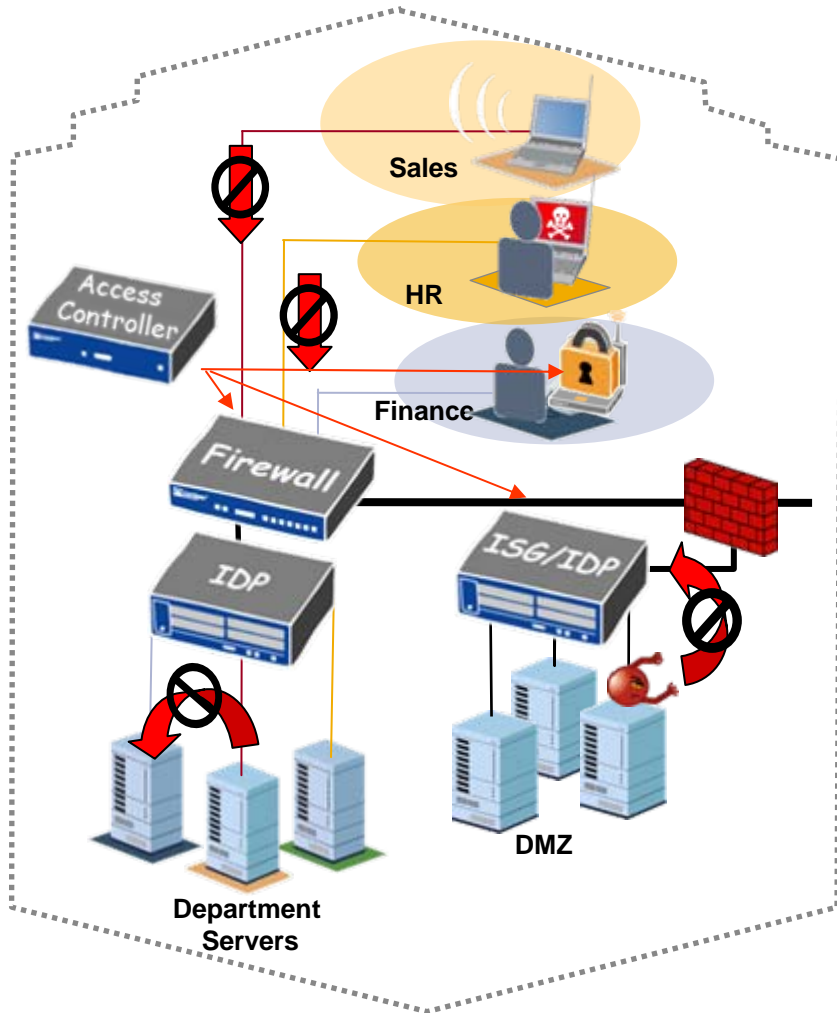 Sales
HR
Access
Controller
Finance
Firewall
IDP
ISG/IDP
DMZ
Department
Servers